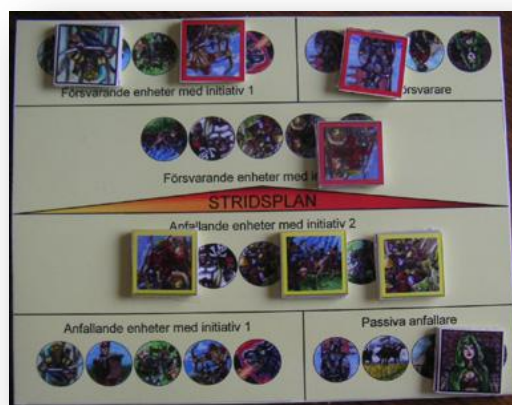 Försvarande enheter med initiativ 1
försvarare
Försvarande enheter med
STRIDSPLAN
Anfallande enheter med initiativ 2
Anfallande enheter med initiativ 1
Passiva anfallare